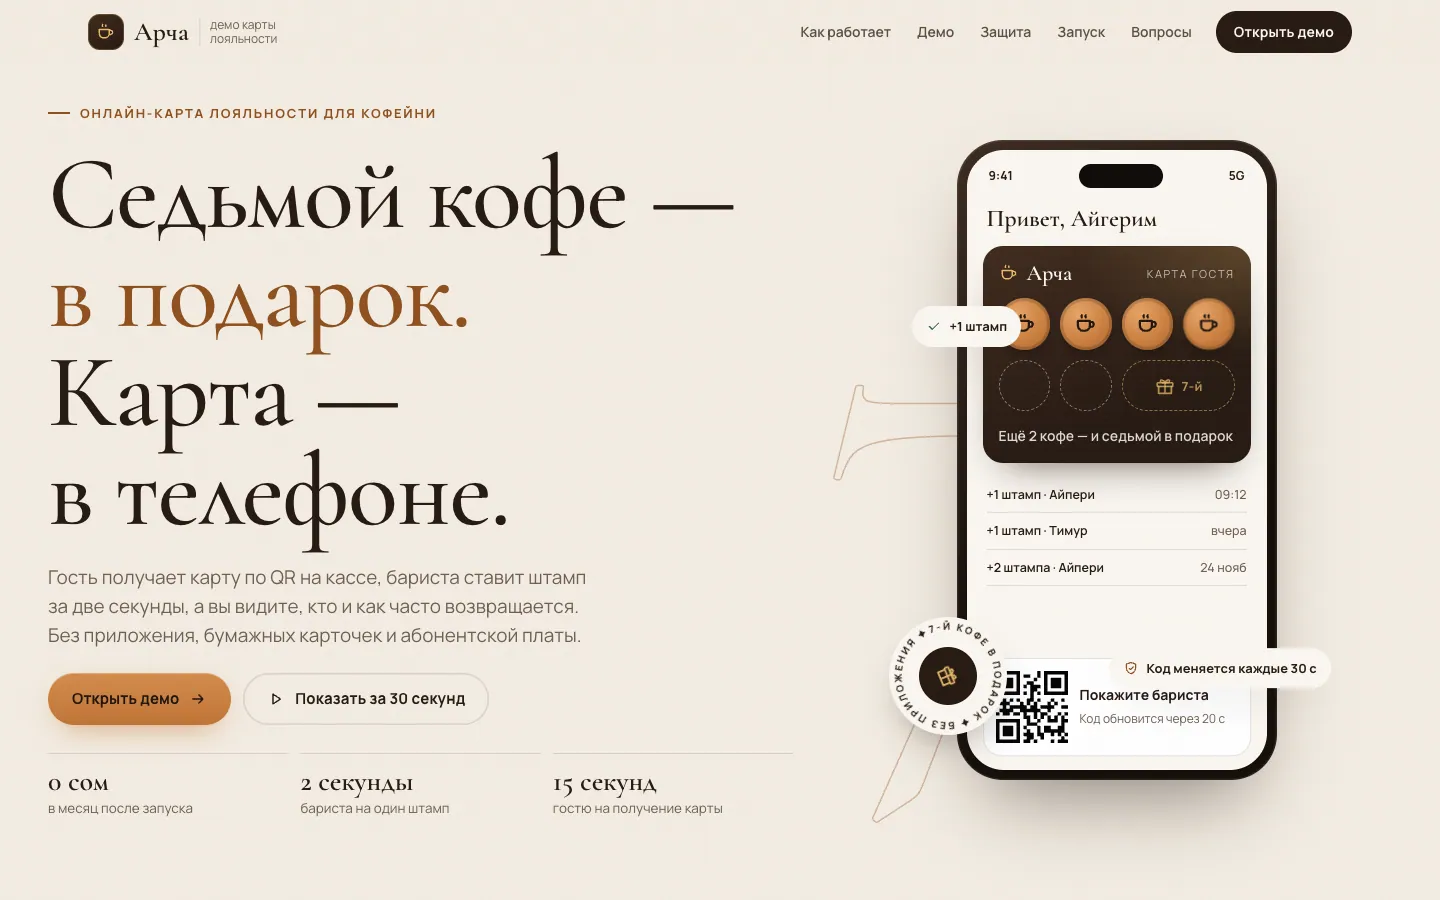 Арча
демо карты
лояльности
Как работает
Демо
Защита
Запуск
Вопросы
Открыть демо
ОНЛАЙН-КАРТА ЛОЯЛЬНОСТИ ДЛЯ КОФЕЙНИ
Седьмой кофе —
в подарок.
Карта —
в телефоне.
Гость получает карту по QR на кассе, бариста ставит штамп
за две секунды, а вы видите, кто и как часто возвращается.
Без приложения, бумажных карточек и абонентской платы.
Открыть демо →
Показать за 30 секунд
0 сом
в месяц после запуска
2 секунды
бариста на один штамп
15 секунд
гостю на получение карты
9:41
5G
Привет, Айгерим
Арча
КАРТА ГОСТЯ
+1 штамп
7-й
Ещё 2 кофе — и седьмой в подарок
+1 штамп · Айпери
09:12
+1 штамп · Тимур
вчера
+2 штампа · Айпери
24 нояб
7-Й КОФЕ В ПОДАРОК ✦ БЕЗ ПРИЛОЖЕНИЯ ✦
Код меняется каждые 30 с
Покажите бариста
Код обновится через 20 с